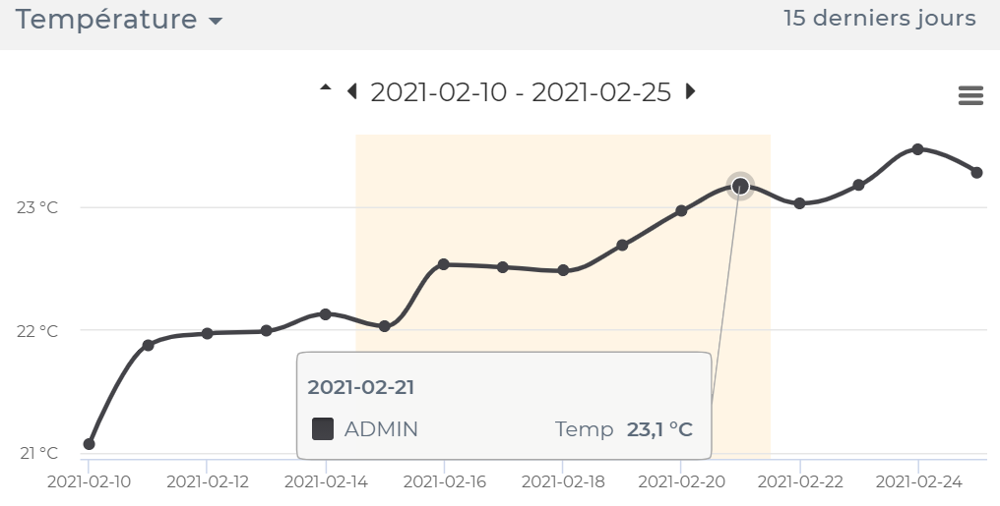 Température
15 derniers jours
2021-02-10 - 2021-02-25
23 °C
22 °C
21 °C
2021-02-21
ADMIN Temp 23,1 °C
2021-02-10 2021-02-12 2021-02-14 2021-02-16 2021-02-18 2021-02-20 2021-02-22 2021-02-24